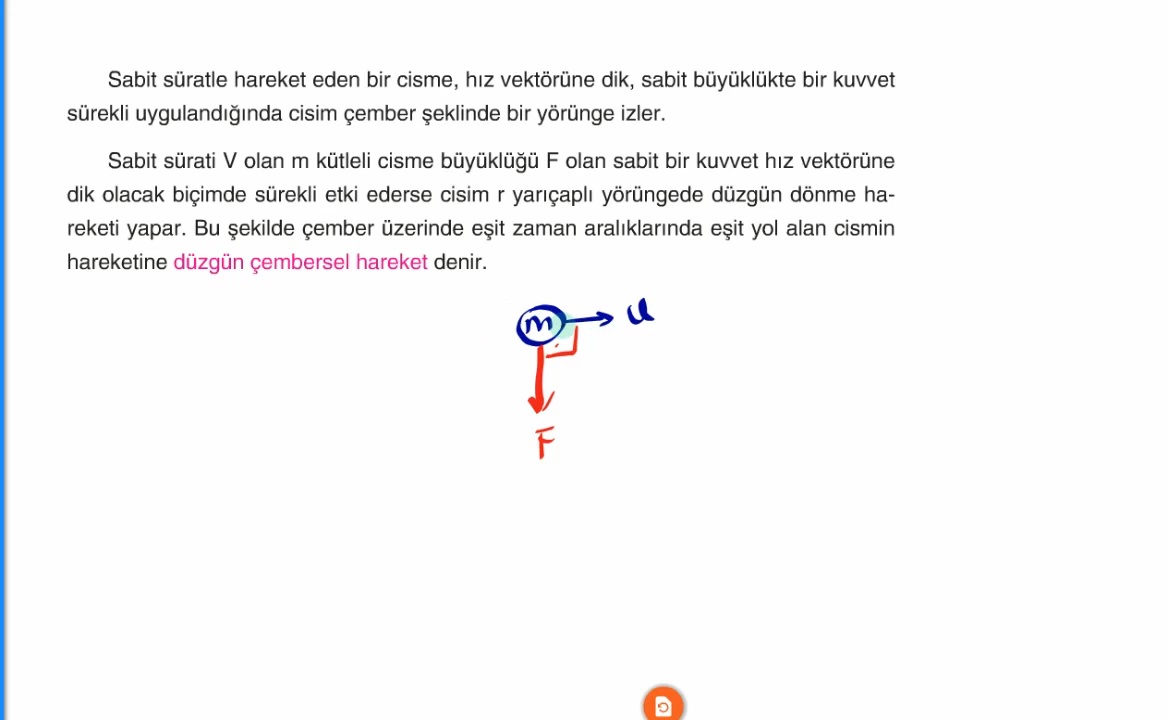 Sabit süratle hareket eden bir cisme, hız vektörüne dik, sabit büyüklükte bir kuvvet
sürekli uygulandığında cisim çember şeklinde bir yörünge izler.
Sabit sürati V olan m kütleli cisme büyüklüğü F olan sabit bir kuvvet hız vektörüne
dik olacak biçimde sürekli etki ederse cisim r yarıçaplı yörüngede düzgün dönme ha-
reketi yapar. Bu şekilde çember üzerinde eşit zaman aralıklarında eşit yol alan cismin
hareketine düzgün çembersel hareket denir.
m
F